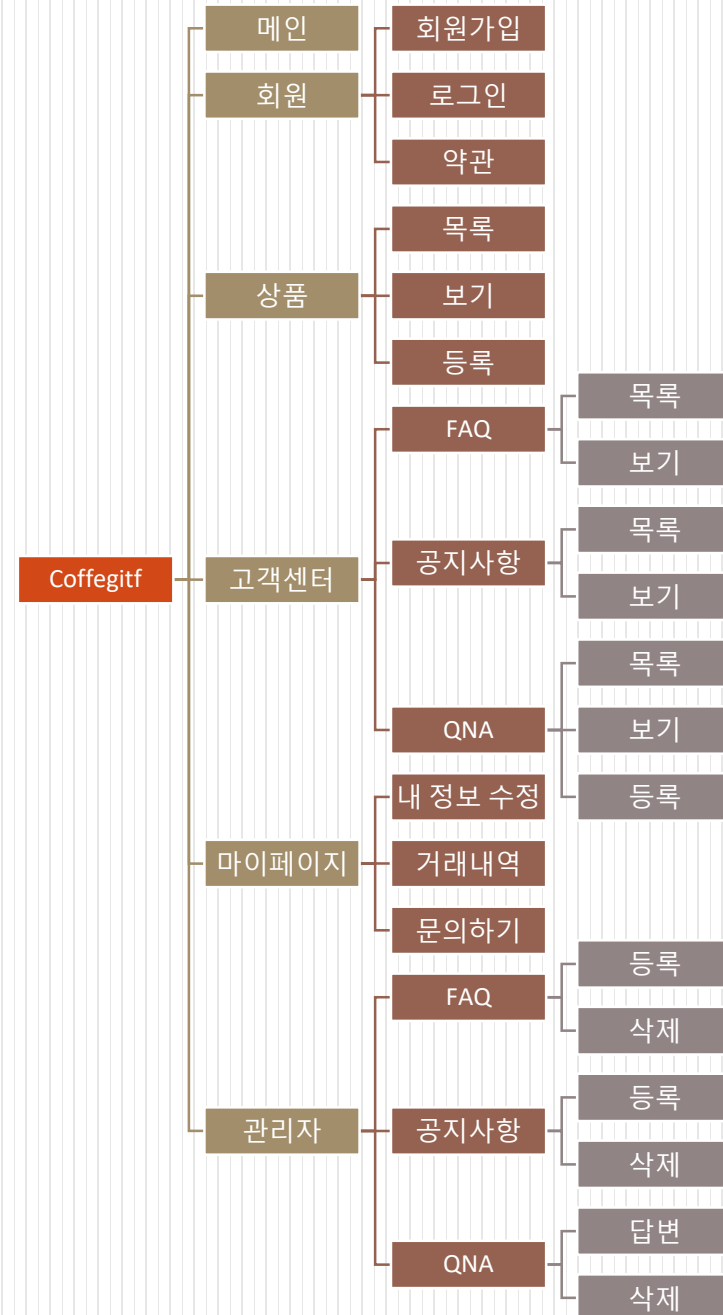 Coffegitf
메인
회원
회원가입
로그인
약관
상품
목록
보기
등록
고객센터
FAQ
목록
보기
공지사항
목록
보기
QNA
목록
보기
등록
마이페이지
내 정보 수정
거래내역
문의하기
관리자
FAQ
등록
삭제
공지사항
등록
삭제
QNA
답변
삭제